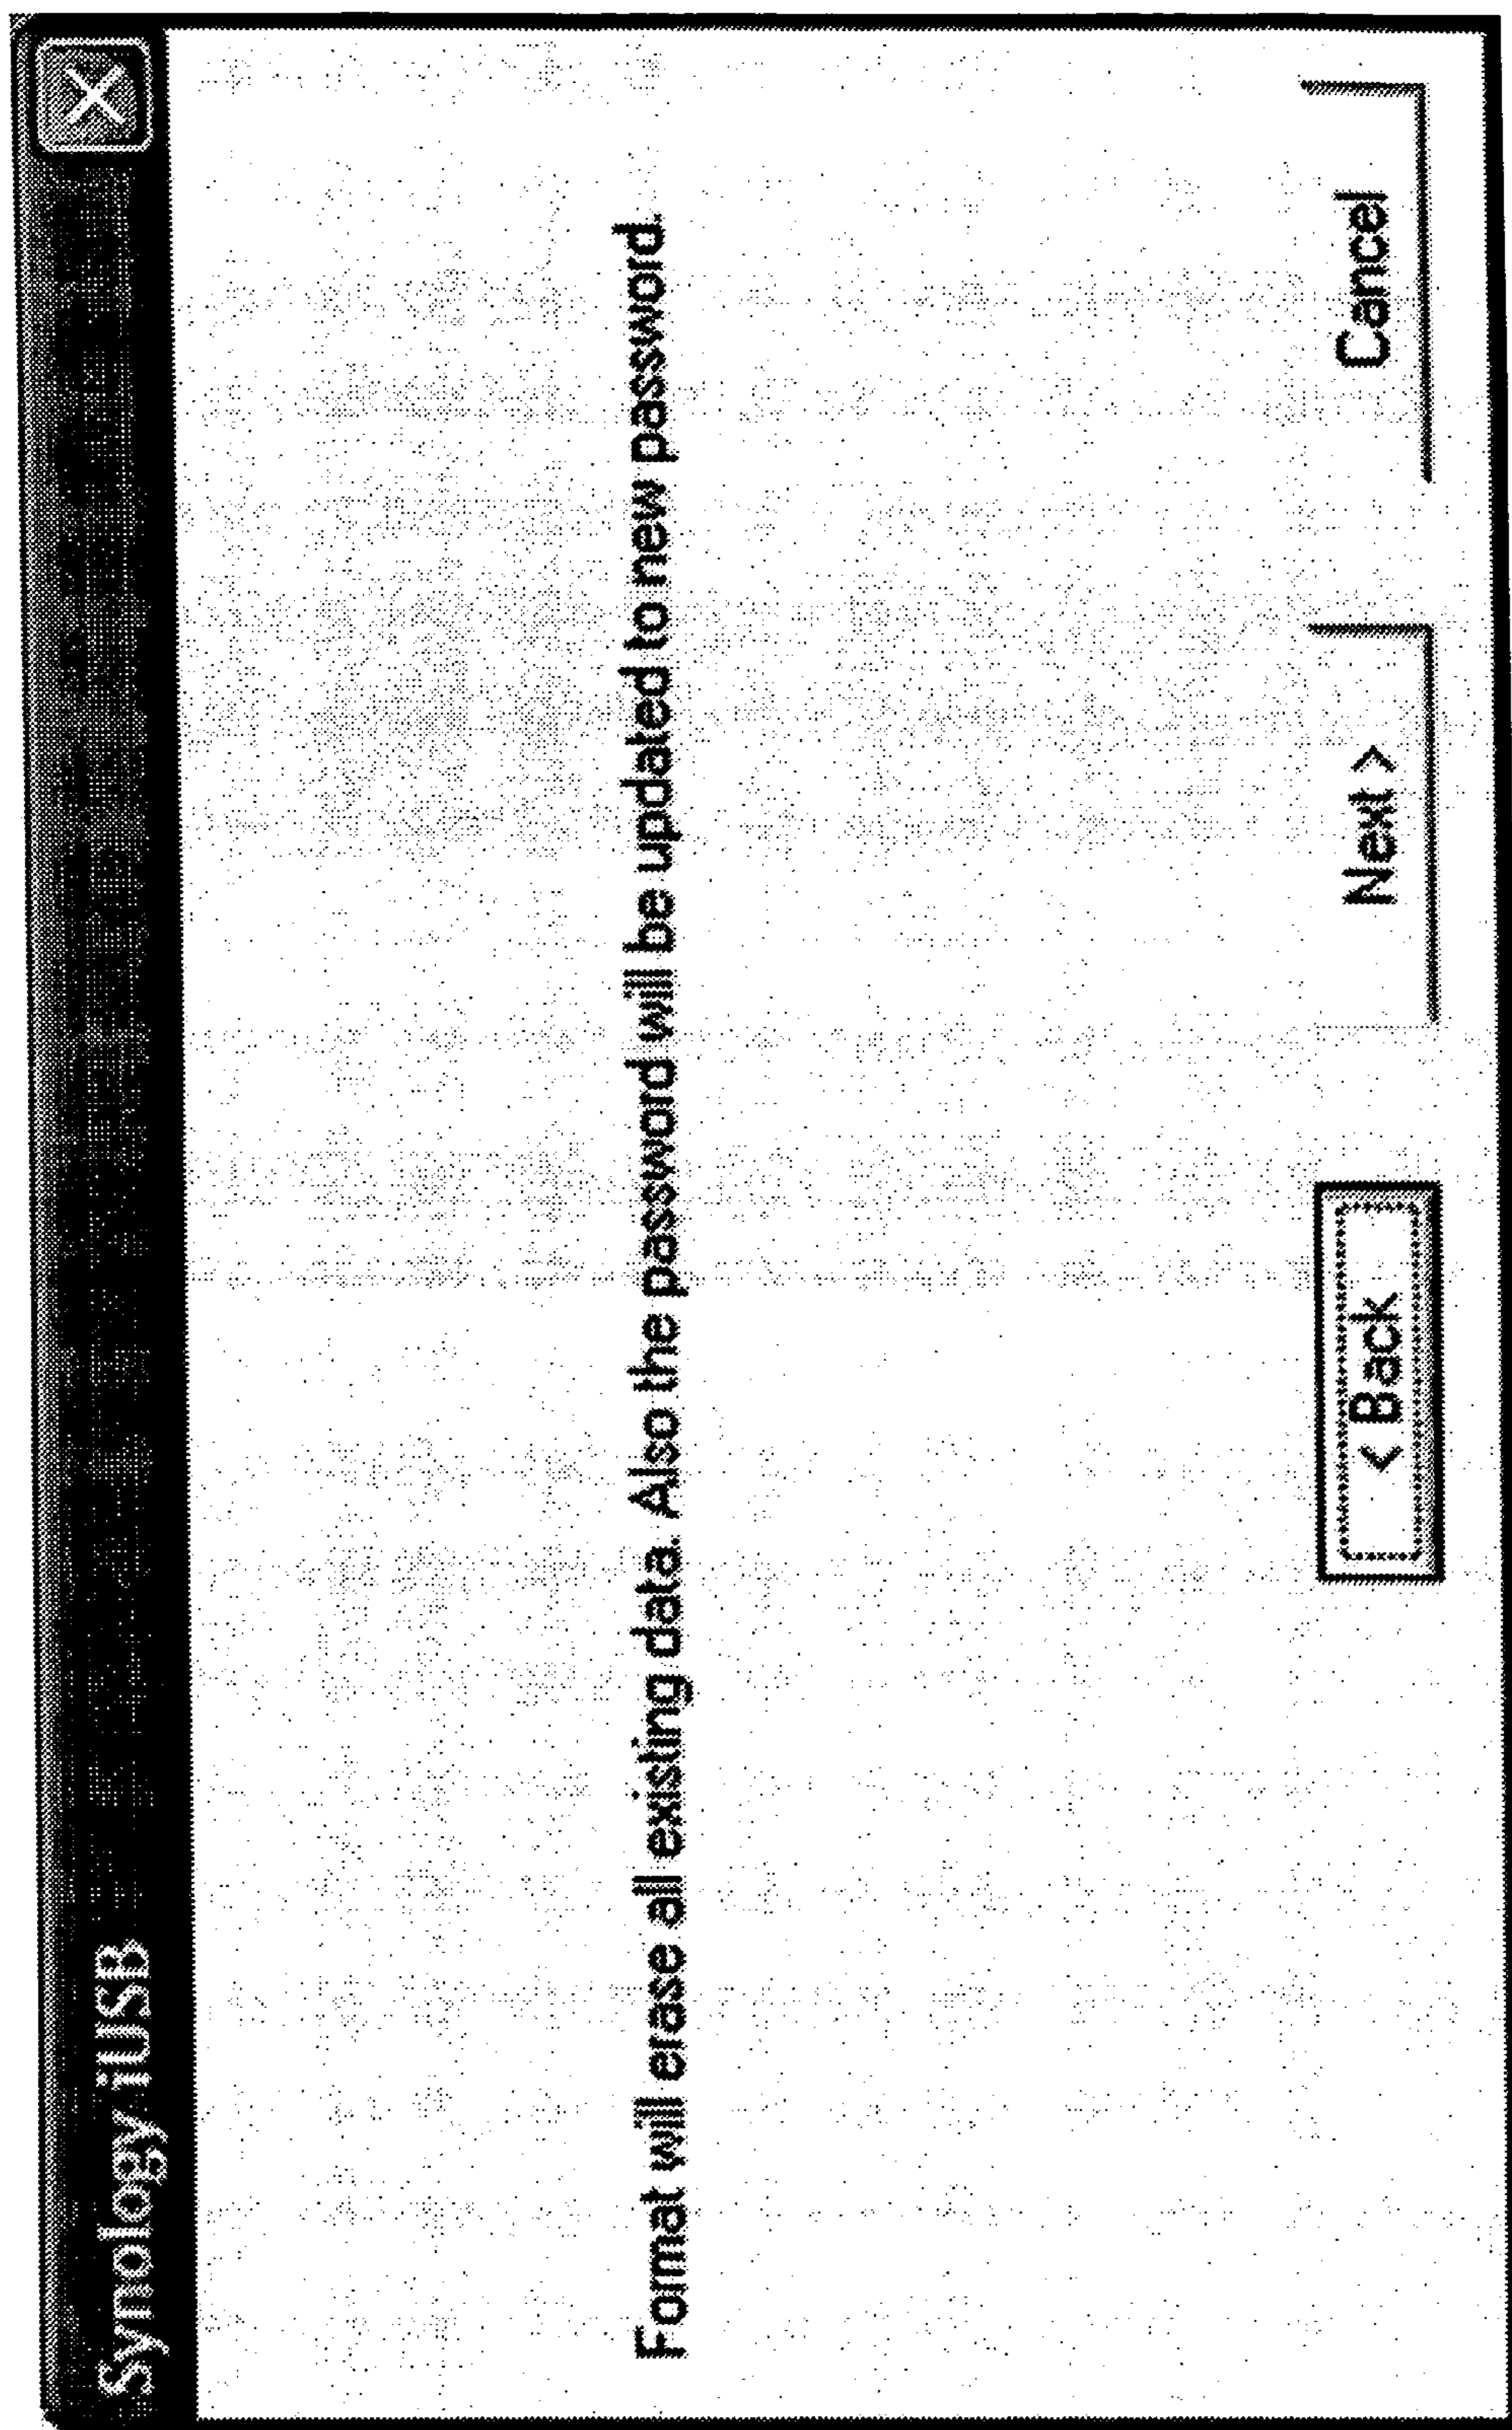 Synology iUSB
Format will erase all existing data. Also the password will be updated to new password.
< Back
Next >
Cancel